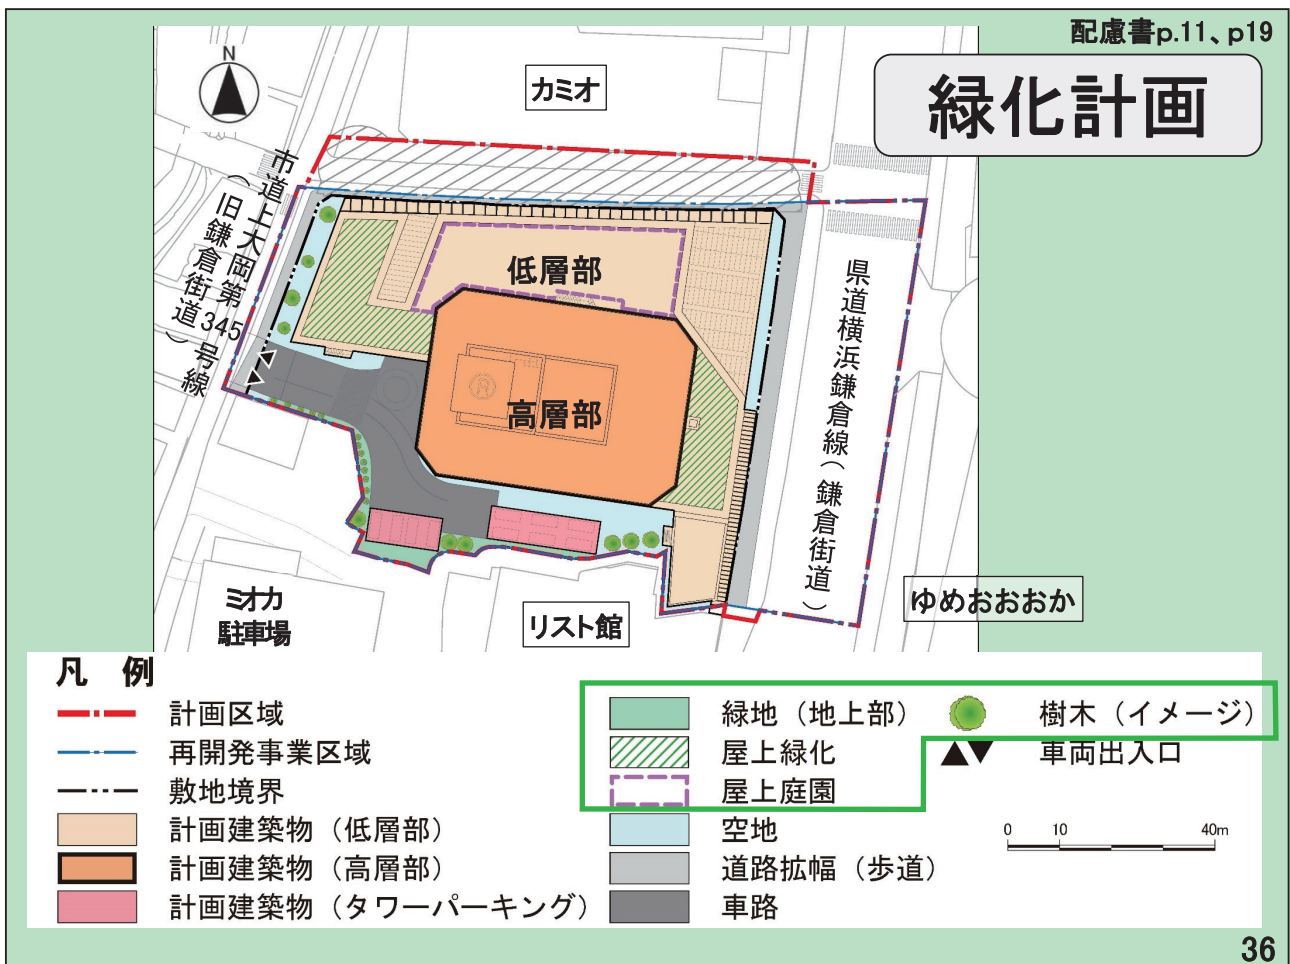 配慮書p.11、p19
緑化計画
N
カミオ
市道上大岡第345号線
（旧鎌倉街道）
低層部
高層部
R
県道横浜鎌倉線（鎌倉街道）
ミオカ
駐車場
リスト館
ゆめおおおか
凡 例
計画区域
再開発事業区域
敷地境界
計画建築物（低層部）
計画建築物（高層部）
計画建築物（タワーパーキング）
緑地（地上部）
屋上緑化
屋上庭園
空地
道路拡幅（歩道）
車路
樹木（イメージ）
車両出入口
0 10 40m
36